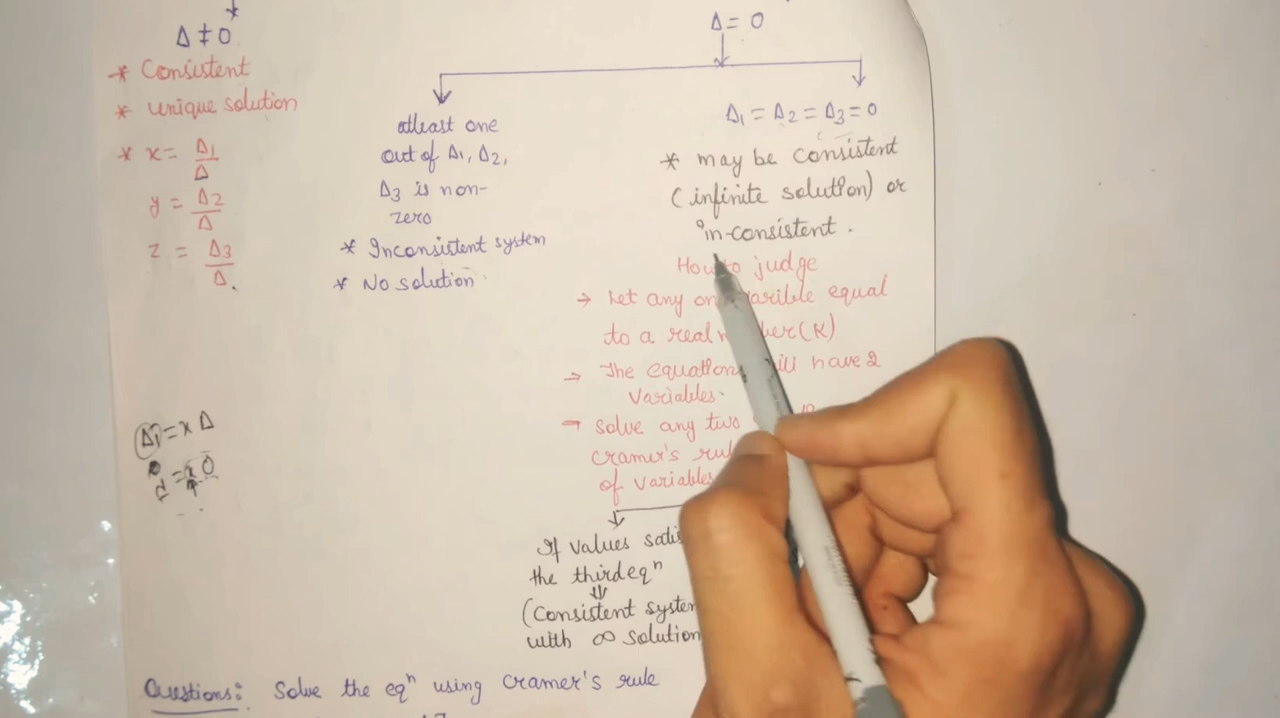 Δ ≠ 0
* Consistent
* unique solution
* x = Δ1/Δ
y = Δ2/Δ
z = Δ3/Δ.
Δ = 0
atleast one
out of Δ1, Δ2,
Δ3 is non-
zero
* Inconsistent system
* No solution
Δ1 = Δ2 = Δ3 = 0
* may be consistent
(infinite solution) or
in-consistent.
How to judge
→ Let any one varible equal
to a real number (K)
→ The equations will have 2
variables.
→ Solve any two
cramer's rule
of variables
If values satis
the third eqⁿ
⇓
(Consistent system
with ∞ solution
Δ1 = x Δ
Questions: Solve the eqⁿ using cramer's rule